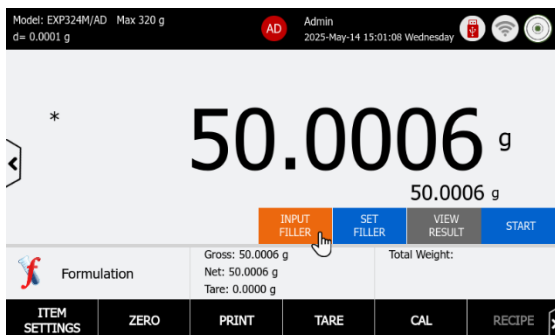 Model: EXP324M/AD Max 320 g
d= 0.0001 g
AD
Admin
2025-May-14 15:01:08 Wednesday
*
50.0006 g
50.0006 g
INPUT
FILLER
SET
FILLER
VIEW
RESULT
START
f
Formulation
Gross: 50.0006 g
Net: 50.0006 g
Tare: 0.0000 g
Total Weight:
ITEM
SETTINGS
ZERO
PRINT
TARE
CAL
RECIPE